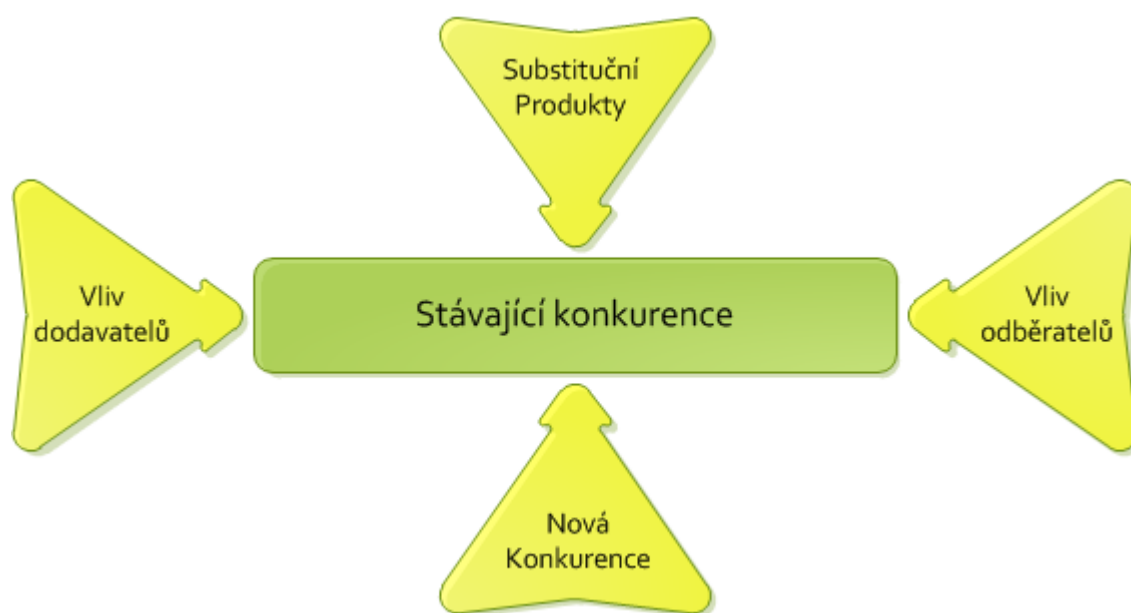 Substituční
Produkty
Vliv
dodavatelů
Stávající konkurence
Vliv
odběratelů
Nová
Konkurence